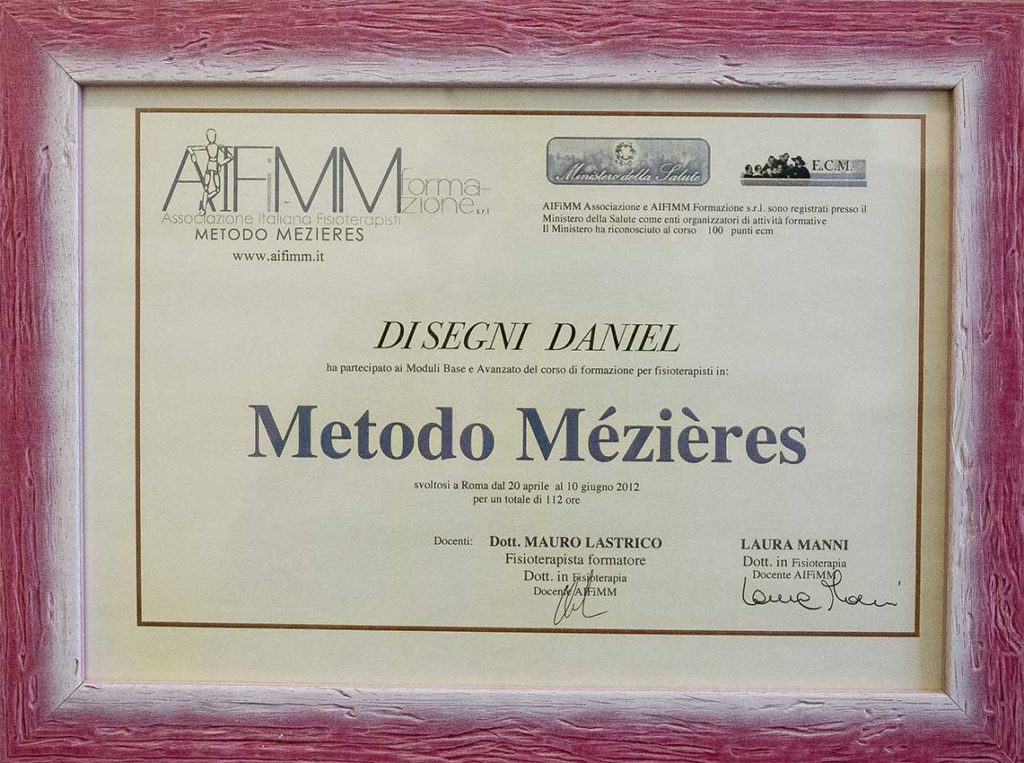 AIFiMM formazione s.r.l.
Associazione Italiana Fisioterapisti
METODO MEZIERES
www.aifimm.it
Ministero della Salute
E.C.M.
AIFiMM Associazione e AIFIMM Formazione s.r.l. sono registrati presso il
Ministero della Salute come enti organizzatori di attività formative
Il Ministero ha riconosciuto al corso 100 punti ecm
DI SEGNI DANIEL
ha partecipato ai Moduli Base e Avanzato del corso di formazione per fisioterapisti in:
Metodo Mézières
svoltosi a Roma dal 20 aprile al 10 giugno 2012
per un totale di 112 ore
Docenti: Dott. MAURO LASTRICO
Fisioterapista formatore
Dott. in Fisioterapia
Docente AIFiMM
LAURA MANNI
Dott. in Fisioterapia
Docente AIFiMM
Laura Manni